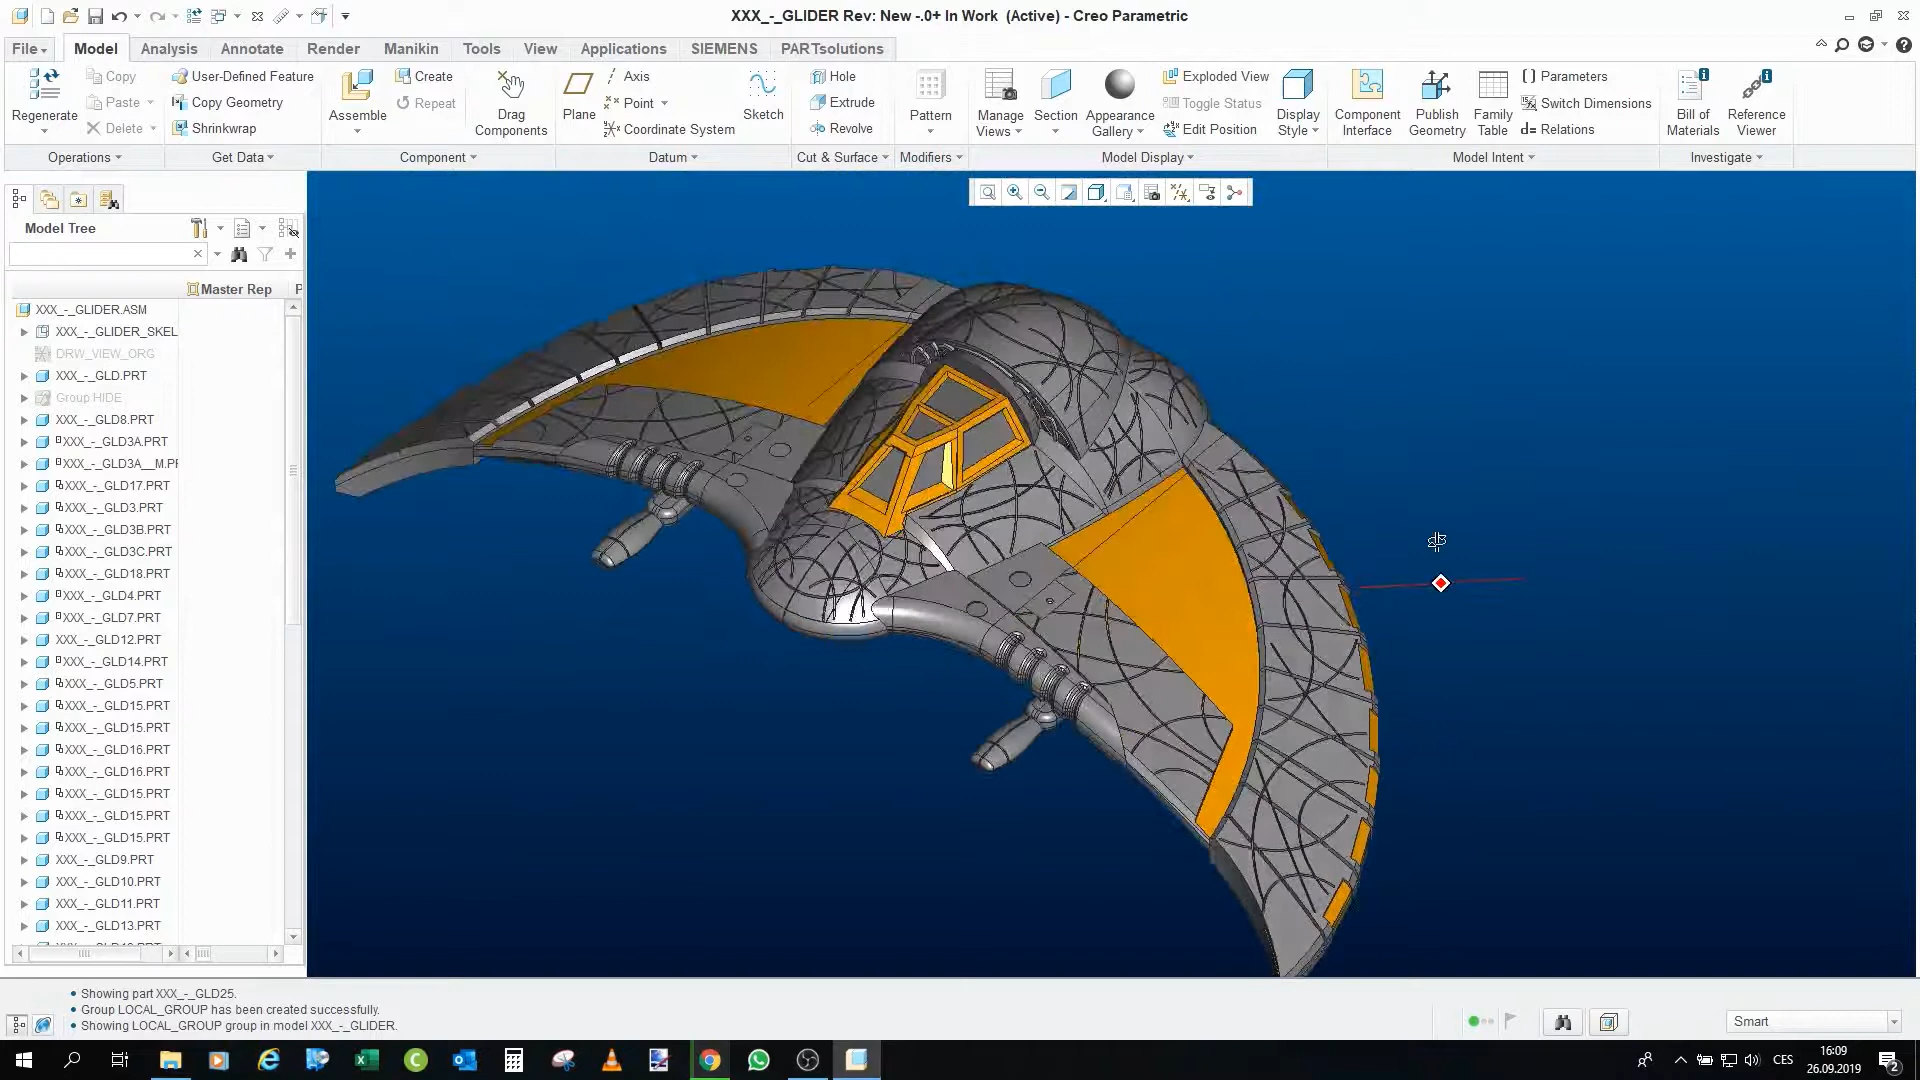 XXX_-_GLIDER Rev: New -.0+ In Work (Active) - Creo Parametric
File Model Analysis Annotate Render Manikin Tools View Applications SIEMENS PARTsolutions
Regenerate
Copy
Paste
Delete
User-Defined Feature
Copy Geometry
Shrinkwrap
Assemble
Create
Repeat
Drag
Components
Plane
Axis
Point
Coordinate System
Sketch
Hole
Extrude
Revolve
Pattern
Manage
Views
Section
Appearance
Gallery
Exploded View
Toggle Status
Edit Position
Display
Style
Component
Interface
Publish
Geometry
Family
Table
() Parameters
Switch Dimensions
d= Relations
Bill of
Materials
Reference
Viewer
Operations Get Data Component Datum Cut & Surface Modifiers Model Display Model Intent Investigate
Model Tree
Master Rep P
XXX_-_GLIDER.ASM
XXX_-_GLIDER_SKEL
DRW_VIEW_ORG
XXX_-_GLD.PRT
Group HIDE
XXX_-_GLD8.PRT
XXX_-_GLD3A.PRT
XXX_-_GLD3A__M.PF
XXX_-_GLD17.PRT
XXX_-_GLD3.PRT
XXX_-_GLD3B.PRT
XXX_-_GLD3C.PRT
XXX_-_GLD18.PRT
XXX_-_GLD4.PRT
XXX_-_GLD7.PRT
XXX_-_GLD12.PRT
XXX_-_GLD14.PRT
XXX_-_GLD5.PRT
XXX_-_GLD15.PRT
XXX_-_GLD15.PRT
XXX_-_GLD16.PRT
XXX_-_GLD16.PRT
XXX_-_GLD15.PRT
XXX_-_GLD15.PRT
XXX_-_GLD15.PRT
XXX_-_GLD9.PRT
XXX_-_GLD10.PRT
XXX_-_GLD11.PRT
XXX_-_GLD13.PRT
• Showing part XXX_-_GLD25.
• Group LOCAL_GROUP has been created successfully.
• Showing LOCAL_GROUP group in model XXX_-_GLIDER.
Smart
CES
16:09
26.09.2019
2